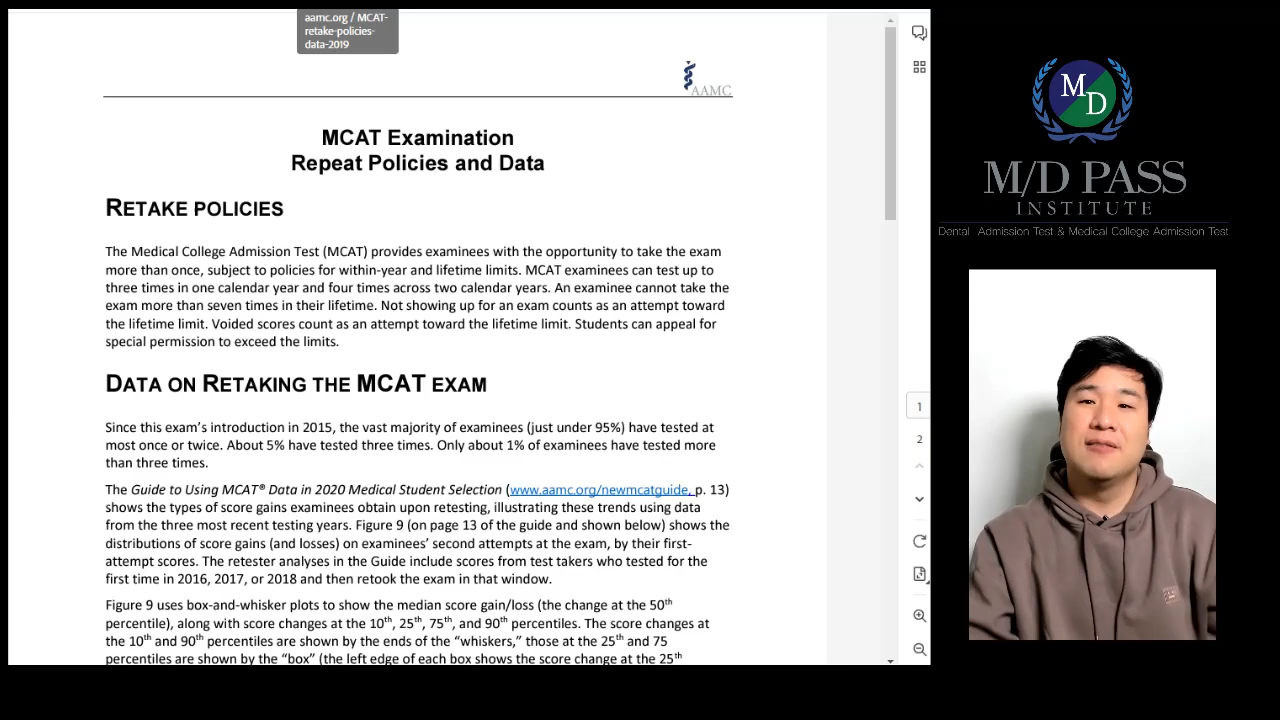 aamc.org / MCAT-
retake-policies-
data-2019
AAMC
MCAT Examination
Repeat Policies and Data
RETAKE POLICIES
The Medical College Admission Test (MCAT) provides examinees with the opportunity to take the exam
more than once, subject to policies for within-year and lifetime limits. MCAT examinees can test up to
three times in one calendar year and four times across two calendar years. An examinee cannot take the
exam more than seven times in their lifetime. Not showing up for an exam counts as an attempt toward
the lifetime limit. Voided scores count as an attempt toward the lifetime limit. Students can appeal for
special permission to exceed the limits.
DATA ON RETAKING THE MCAT EXAM
Since this exam's introduction in 2015, the vast majority of examinees (just under 95%) have tested at
most once or twice. About 5% have tested three times. Only about 1% of examinees have tested more
than three times.
The Guide to Using MCAT® Data in 2020 Medical Student Selection (www.aamc.org/newmcatguide, p. 13)
shows the types of score gains examinees obtain upon retesting, illustrating these trends using data
from the three most recent testing years. Figure 9 (on page 13 of the guide and shown below) shows the
distributions of score gains (and losses) on examinees' second attempts at the exam, by their first-
attempt scores. The retester analyses in the Guide include scores from test takers who tested for the
first time in 2016, 2017, or 2018 and then retook the exam in that window.
Figure 9 uses box-and-whisker plots to show the median score gain/loss (the change at the 50th
percentile), along with score changes at the 10th, 25th, 75th, and 90th percentiles. The score changes at
the 10th and 90th percentiles are shown by the ends of the "whiskers," those at the 25th and 75
percentiles are shown by the "box" (the left edge of each box shows the score change at the 25th
1
2
M
D
M/D PASS
INSTITUTE
Dental Admission Test & Medical College Admission Test